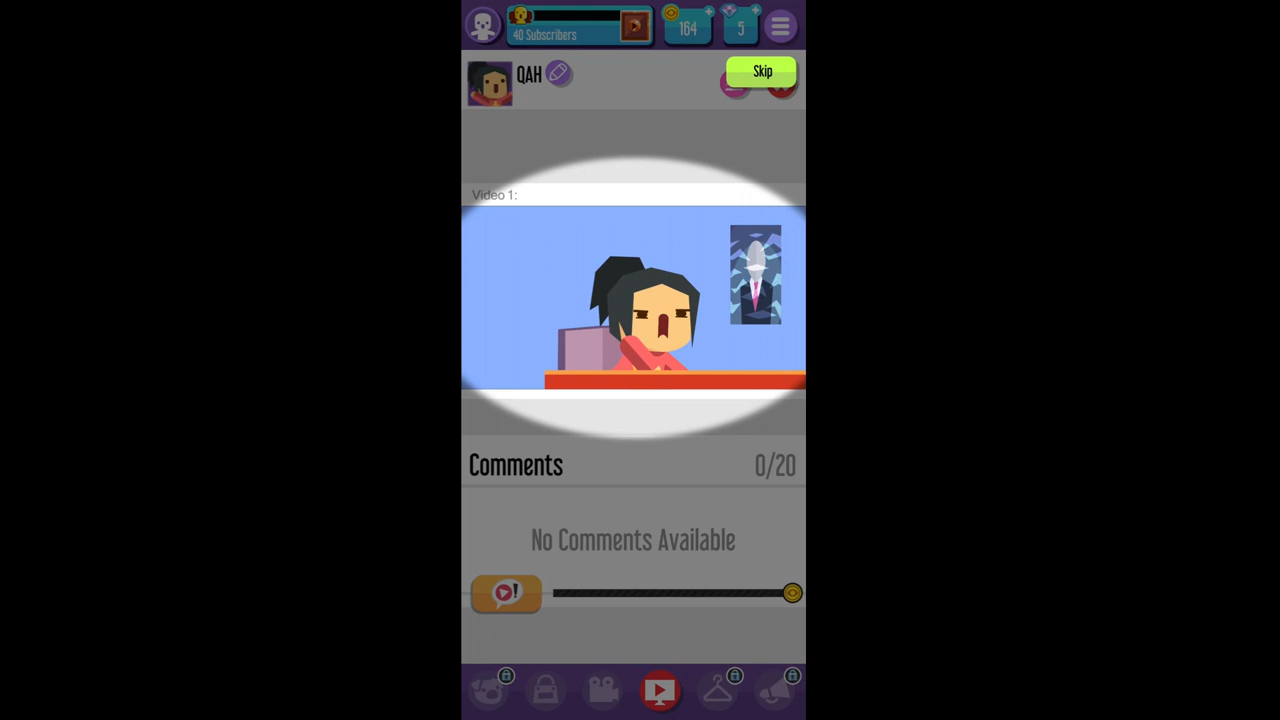 40 Subscribers
164
5
QAH
Skip
Video 1:
Comments
0/20
No Comments Available
!